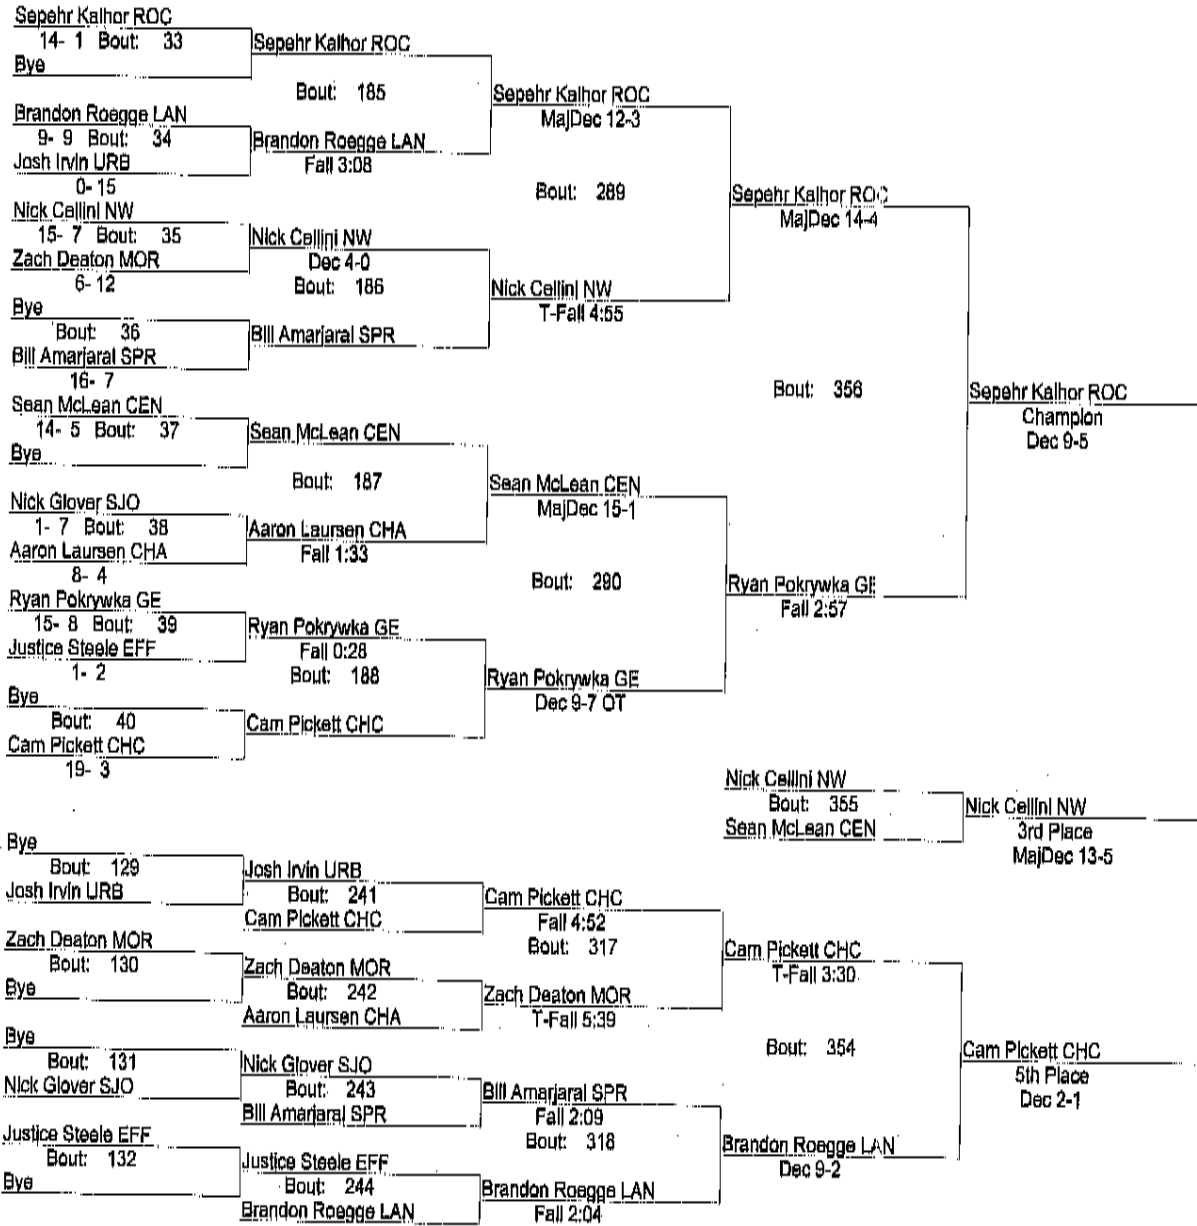 Sepehr Kalhor ROC
14- 1 Bout: 33
Bye
Sepehr Kalhor ROC
Bout: 185
Brandon Roegge LAN
9- 9 Bout: 34
Josh Irvin URB
0- 15
Brandon Roegge LAN
Fall 3:08
Sepehr Kalhor ROC
MajDec 12-3
Bout: 289
Nick Cellini NW
15- 7 Bout: 35
Zach Deaton MOR
6- 12
Nick Cellini NW
Dec 4-0
Bout: 186
Bye
Bout: 36
Bill Amarjaral SPR
16- 7
Bill Amarjaral SPR
Nick Cellini NW
T-Fall 4:55
Sepehr Kalhor ROC
MajDec 14-4
Bout: 356
Sepehr Kalhor ROC
Champion
Dec 9-5
Sean McLean CEN
14- 5 Bout: 37
Bye
Sean McLean CEN
Bout: 187
Nick Glover SJO
1- 7 Bout: 38
Aaron Laursen CHA
8- 4
Aaron Laursen CHA
Fall 1:33
Sean McLean CEN
MajDec 15-1
Bout: 290
Ryan Pokrywka GE
15- 8 Bout: 39
Justice Steele EFF
1- 2
Ryan Pokrywka GE
Fall 0:28
Bout: 188
Bye
Bout: 40
Cam Pickett CHC
19- 3
Cam Pickett CHC
Ryan Pokrywka GE
Dec 9-7 OT
Ryan Pokrywka GE
Fall 2:57
Nick Cellini NW
Bout: 355
Sean McLean CEN
Nick Cellini NW
3rd Place
MajDec 13-5
Bye
Bout: 129
Josh Irvin URB
Josh Irvin URB
Bout: 241
Cam Pickett CHC
Cam Pickett CHC
Fall 4:52
Bout: 317
Zach Deaton MOR
Bout: 130
Bye
Zach Deaton MOR
Bout: 242
Aaron Laursen CHA
Zach Deaton MOR
T-Fall 5:39
Cam Pickett CHC
T-Fall 3:30
Bout: 354
Cam Pickett CHC
5th Place
Dec 2-1
Bye
Bout: 131
Nick Glover SJO
Nick Glover SJO
Bout: 243
Bill Amarjaral SPR
Bill Amarjaral SPR
Fall 2:09
Bout: 318
Justice Steele EFF
Bout: 132
Bye
Justice Steele EFF
Bout: 244
Brandon Roegge LAN
Brandon Roegge LAN
Fall 2:04
Brandon Roegge LAN
Dec 9-2